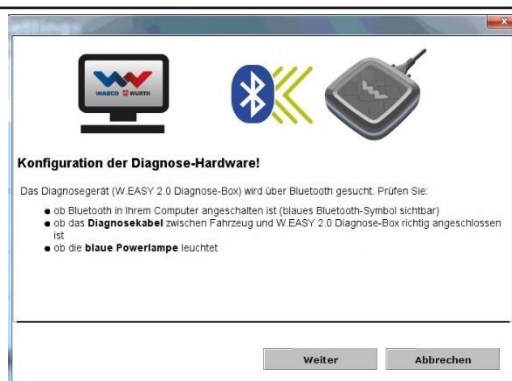 WABCO WÜRTH
Konfiguration der Diagnose-Hardware!
Das Diagnosegerät (W.EASY 2.0 Diagnose-Box) wird über Bluetooth gesucht. Prüfen Sie:
● ob Bluetooth in Ihrem Computer angeschalten ist (blaues Bluetooth-Symbol sichtbar)
● ob das Diagnosekabel zwischen Fahrzeug und W.EASY 2.0 Diagnose-Box richtig angeschlossen
ist
● ob die blaue Powerlampe leuchtet
Weiter Abbrechen